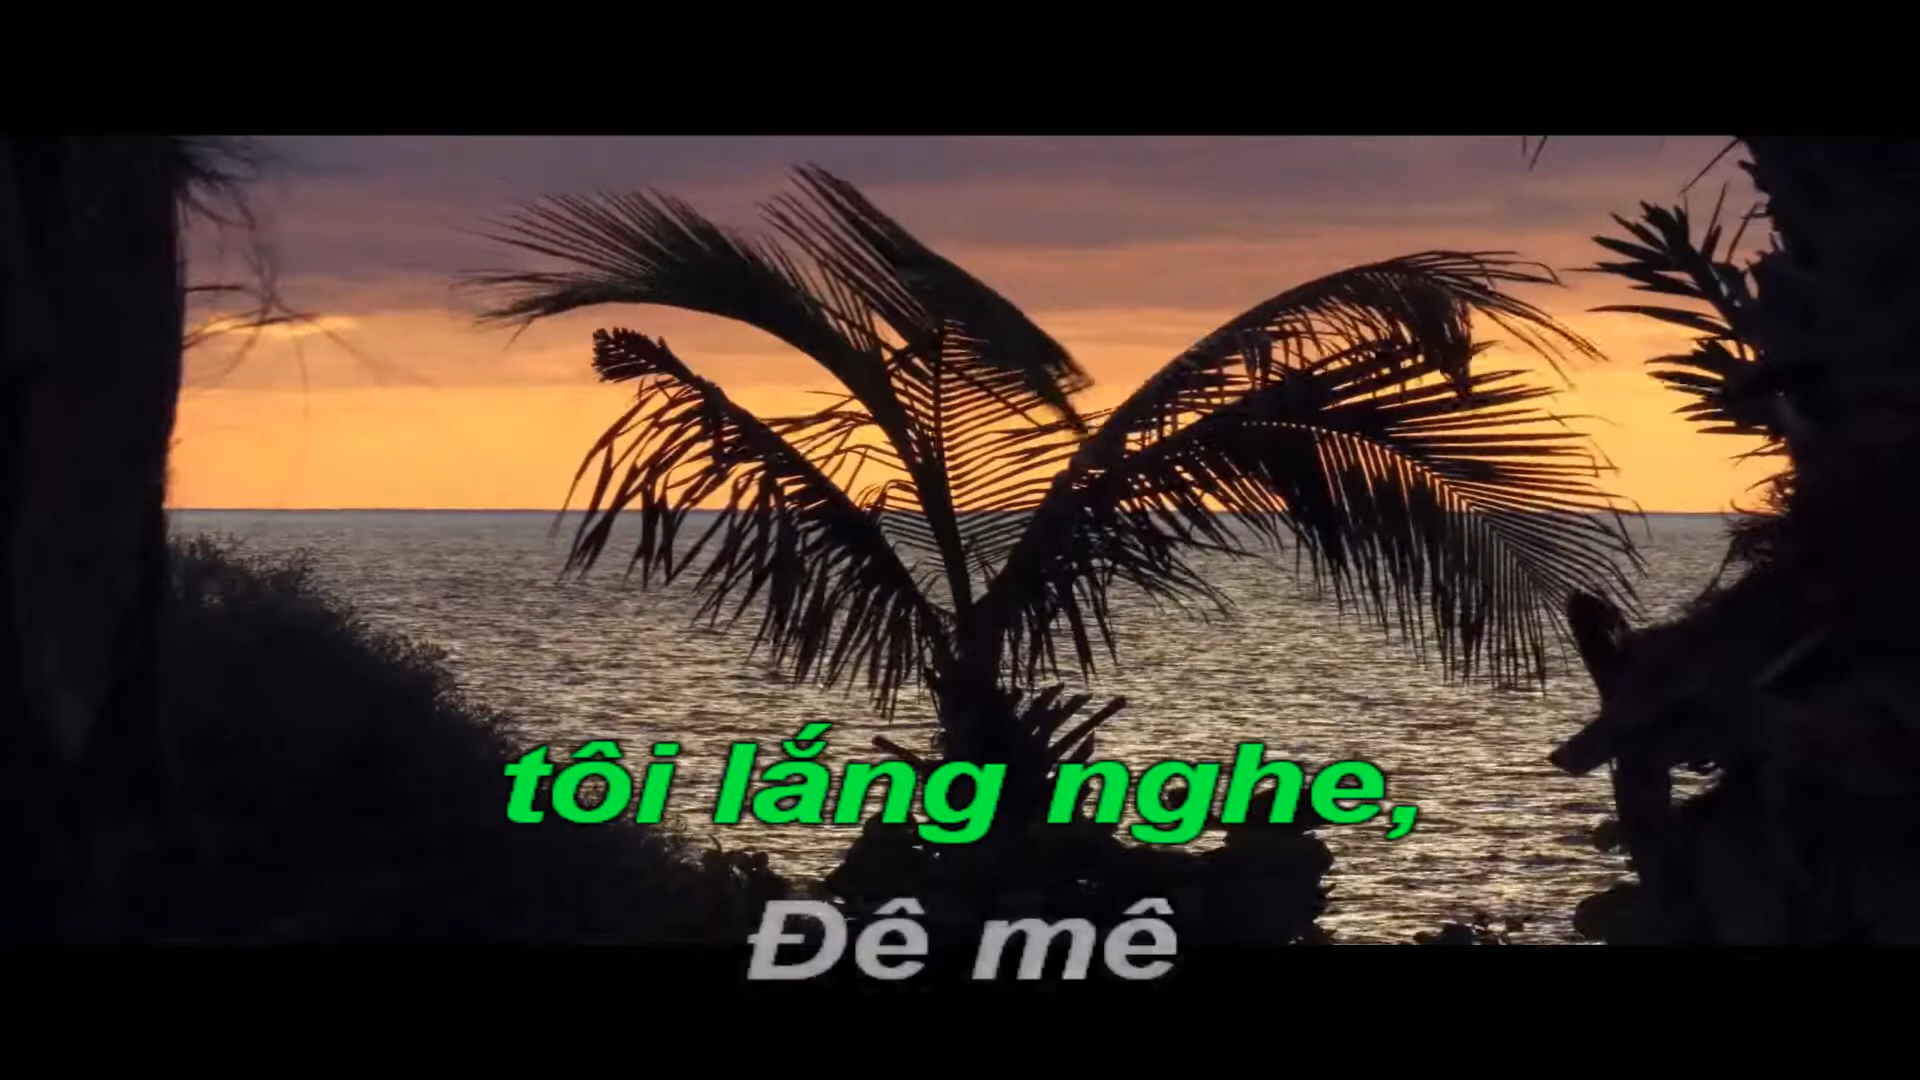 tôi lắng nghe,
Đê mê